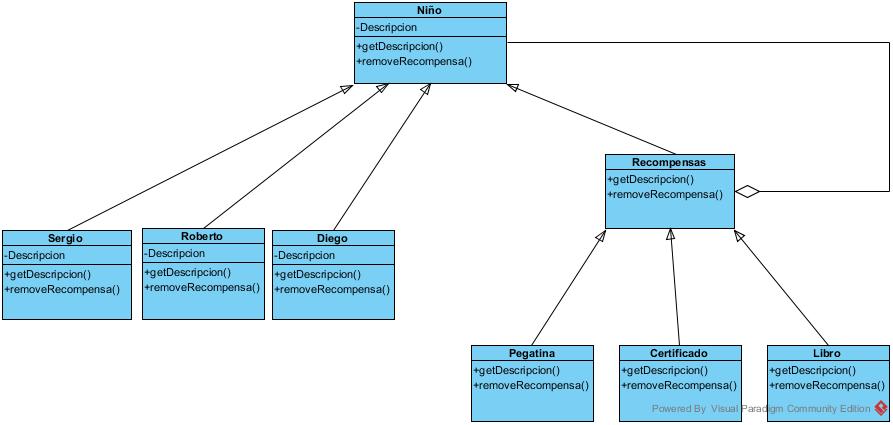 Niño
-Descripcion
+getDescripcion()
+removeRecompensa()
Recompensas
+getDescripcion()
+removeRecompensa()
Sergio
-Descripcion
+getDescripcion()
+removeRecompensa()
Roberto
-Descripcion
+getDescripcion()
+removeRecompensa()
Diego
-Descripcion
+getDescripcion()
+removeRecompensa()
Pegatina
+getDescripcion()
+removeRecompensa()
Certificado
+getDescripcion()
+removeRecompensa()
Libro
+getDescripcion()
+removeRecompensa()
Powered By Visual Paradigm Community Edition